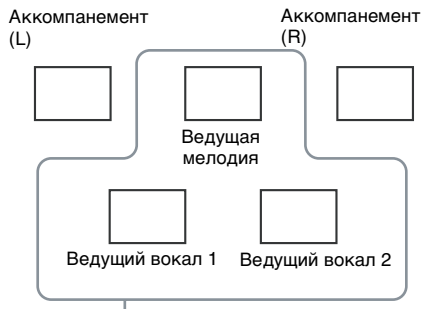 Аккомпанемент
(L)
Аккомпанемент
(R)
Ведущая
мелодия
Ведущий вокал 1
Ведущий вокал 2